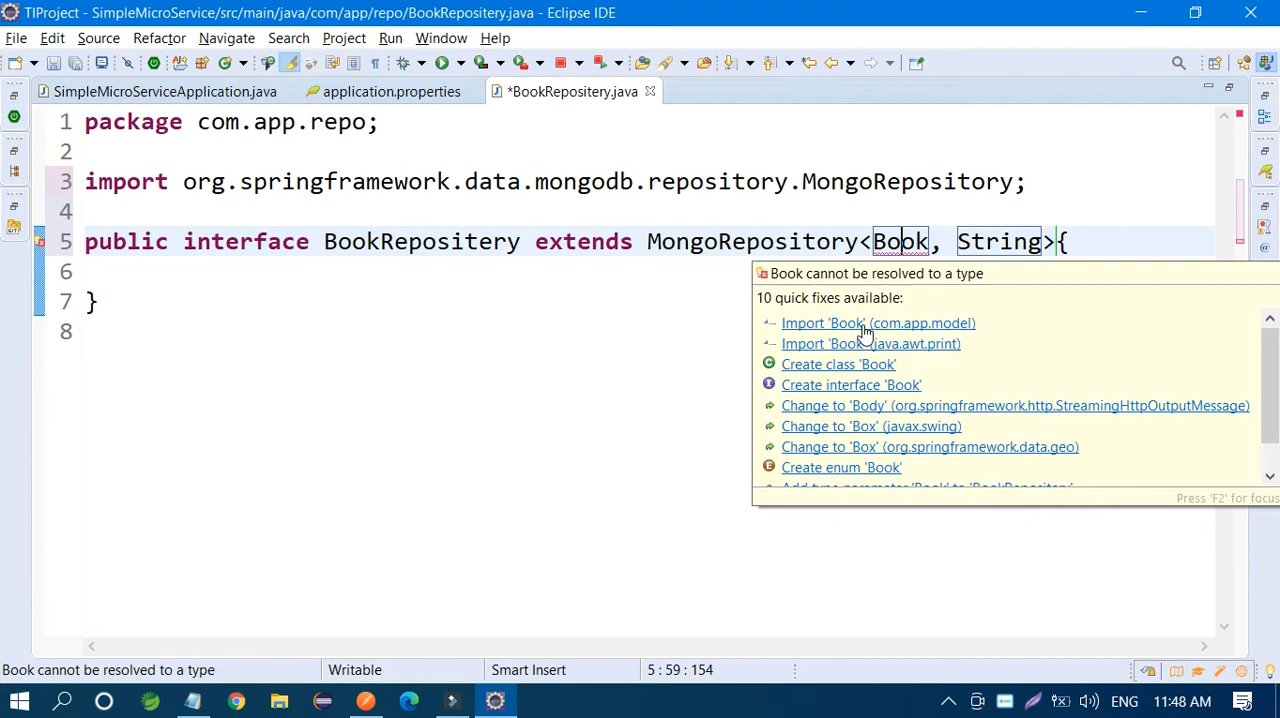 TIProject - SimpleMicroService/src/main/java/com/app/repo/BookRepositery.java - Eclipse IDE
File Edit Source Refactor Navigate Search Project Run Window Help
SimpleMicroServiceApplication.java application.properties *BookRepositery.java
1 package com.app.repo;
2
3 import org.springframework.data.mongodb.repository.MongoRepository;
4
5 public interface BookRepositery extends MongoRepository<Book, String>{
6
7 }
8
Book cannot be resolved to a type
10 quick fixes available:
Import 'Book' (com.app.model)
Import 'Book' (java.awt.print)
Create class 'Book'
Create interface 'Book'
Change to 'Body' (org.springframework.http.StreamingHttpOutputMessage)
Change to 'Box' (javax.swing)
Change to 'Box' (org.springframework.data.geo)
Create enum 'Book'
Add type parameter 'Book' to 'BookRepository'
Press 'F2' for focus
Book cannot be resolved to a type Writable Smart Insert 5 : 59 : 154
ENG 11:48 AM